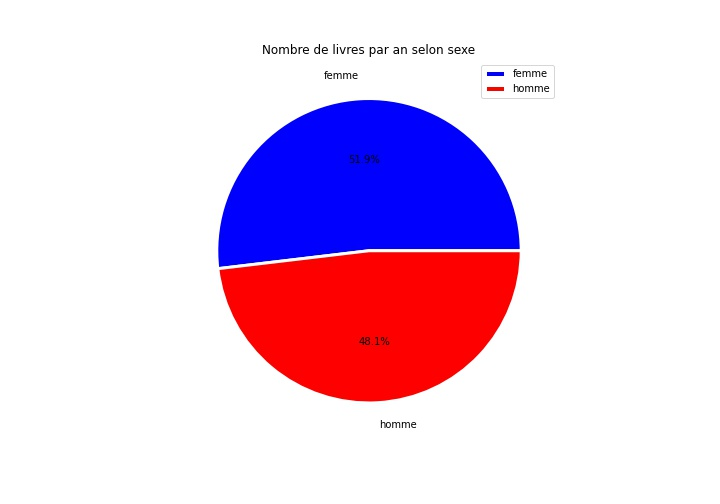 Nombre de livres par an selon sexe
femme
femme
homme
51.9%
48.1%
homme